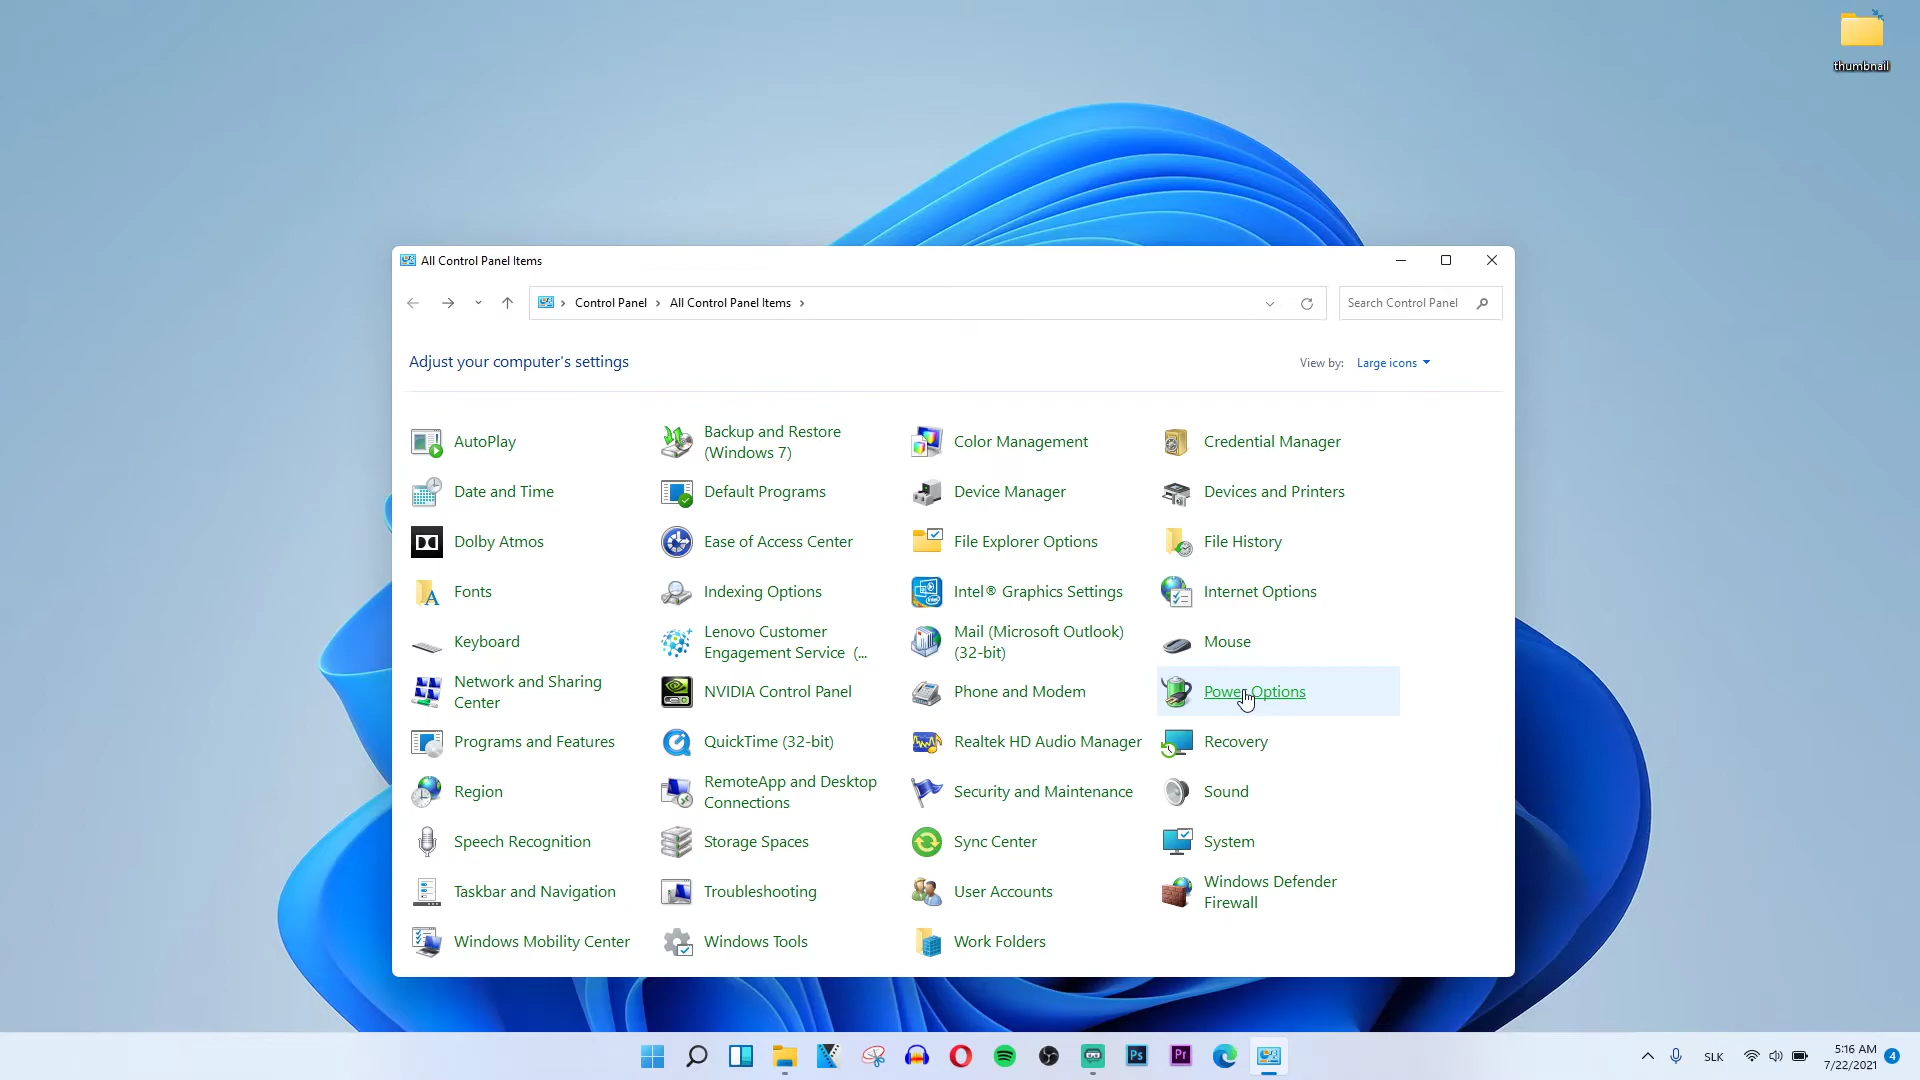 thumbnail
All Control Panel Items
Control Panel > All Control Panel Items >
Search Control Panel
Adjust your computer's settings
View by: Large icons
AutoPlay
Backup and Restore
(Windows 7)
Color Management
Credential Manager
Date and Time
Default Programs
Device Manager
Devices and Printers
Dolby Atmos
Ease of Access Center
File Explorer Options
File History
Fonts
Indexing Options
Intel® Graphics Settings
Internet Options
Keyboard
Lenovo Customer
Engagement Service (...
Mail (Microsoft Outlook)
(32-bit)
Mouse
Network and Sharing
Center
NVIDIA Control Panel
Phone and Modem
Power Options
Programs and Features
QuickTime (32-bit)
Realtek HD Audio Manager
Recovery
Region
RemoteApp and Desktop
Connections
Security and Maintenance
Sound
Speech Recognition
Storage Spaces
Sync Center
System
Taskbar and Navigation
Troubleshooting
User Accounts
Windows Defender
Firewall
Windows Mobility Center
Windows Tools
Work Folders
Ps
Pr
SLK
5:16 AM
7/22/2021
4